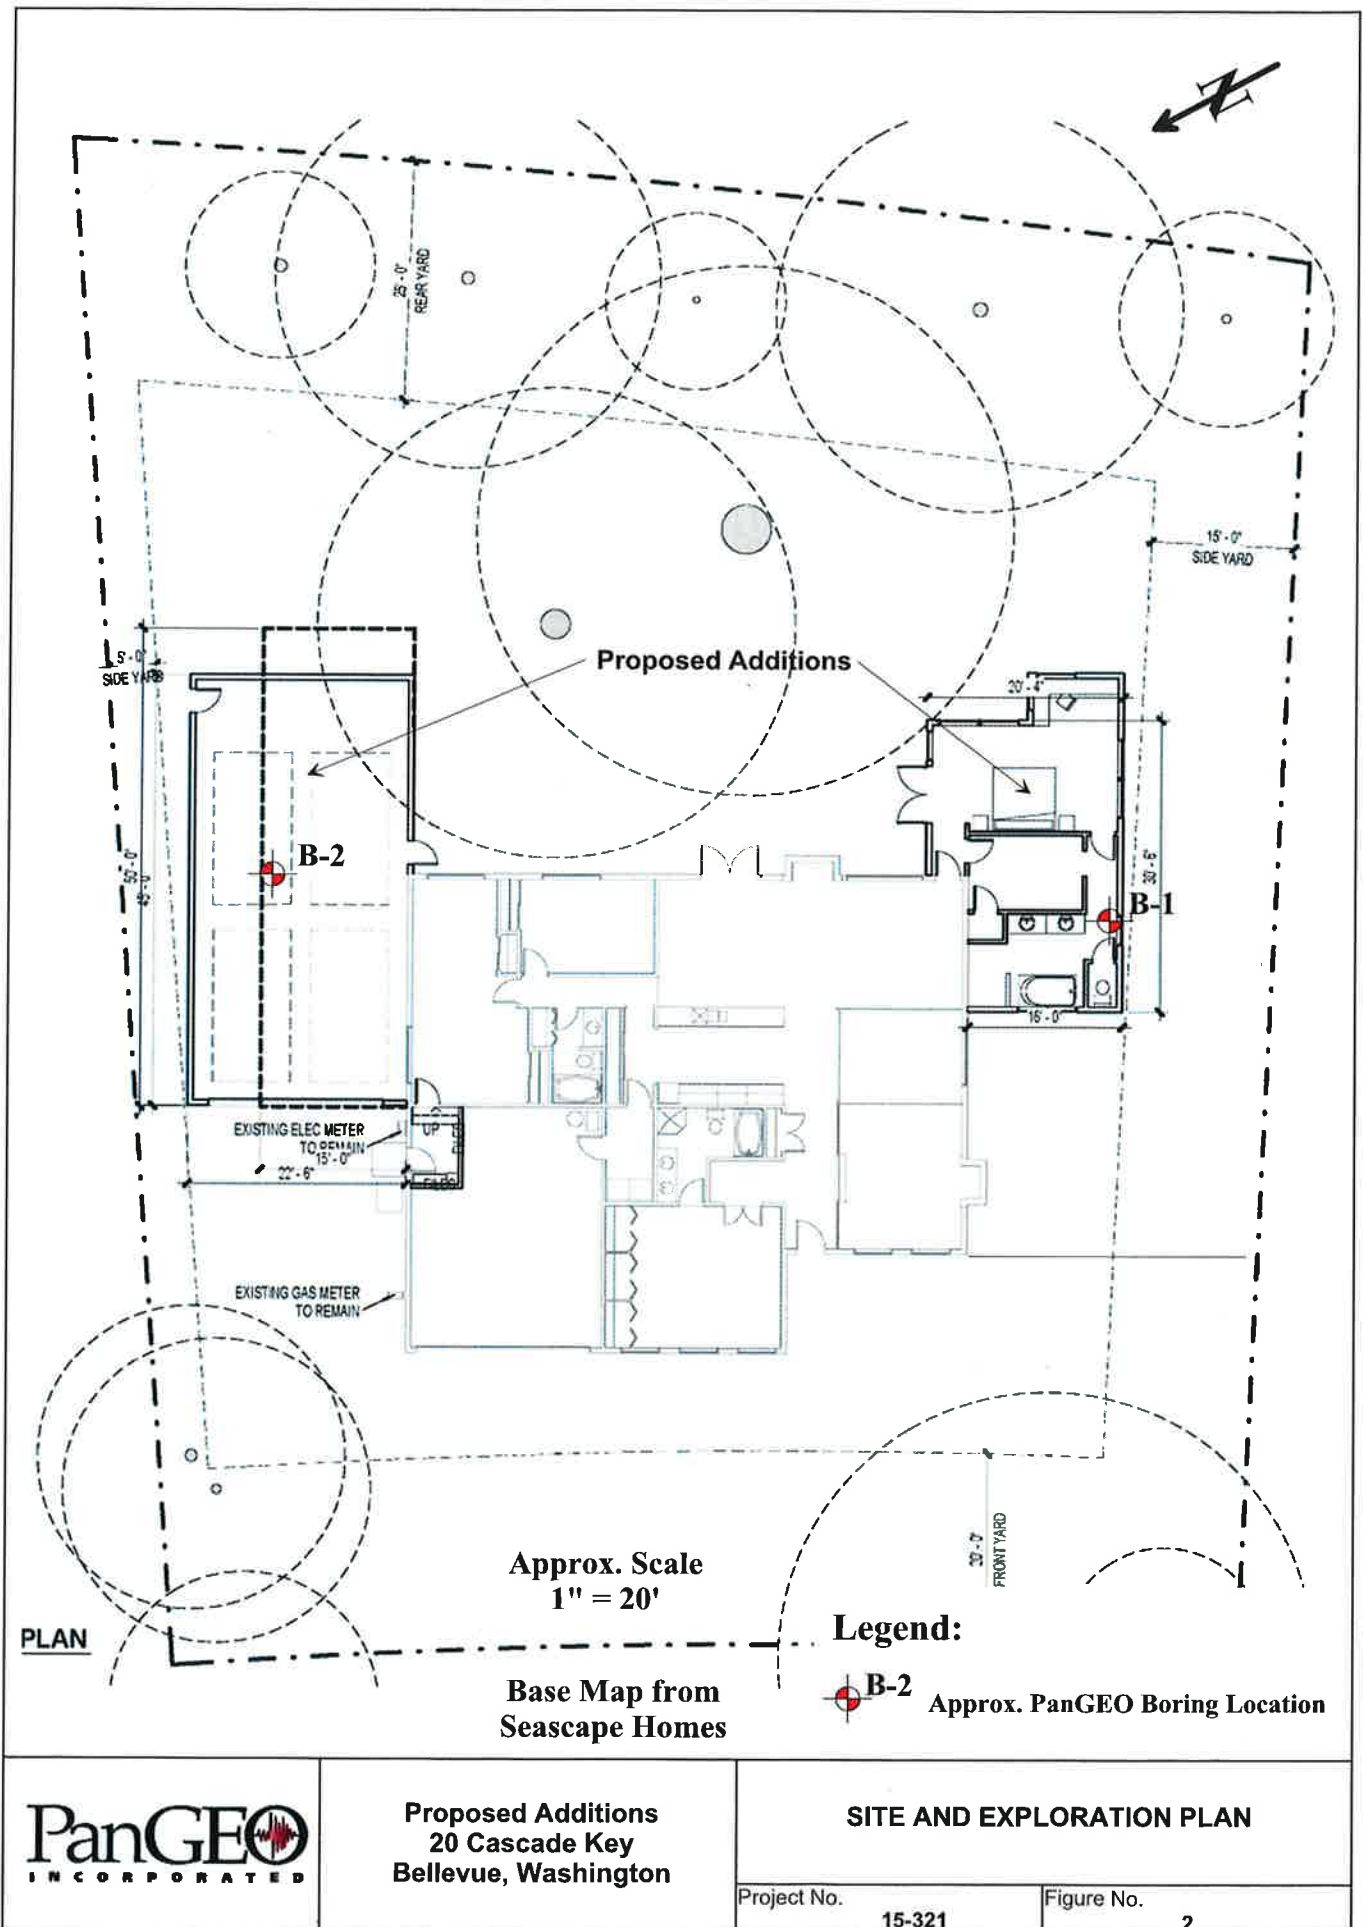 N
25' - 0"
REAR YARD
15' - 0"
SIDE YARD
5' - 0"
SIDE YARD
Proposed Additions
20' - 4"
B-2
50' - 0"
30' - 6"
B-1
16' - 0"
EXISTING ELEC METER
TO REMAIN
UP
15' - 0"
22' - 6"
EXISTING GAS METER
TO REMAIN
20' - 0"
FRONT YARD
Approx. Scale
1" = 20'
PLAN
Legend:
Base Map from
Seascape Homes
B-2
Approx. PanGEO Boring Location
PanGEO
INCORPORATED
Proposed Additions
20 Cascade Key
Bellevue, Washington
SITE AND EXPLORATION PLAN
Project No.
15-321
Figure No.
2